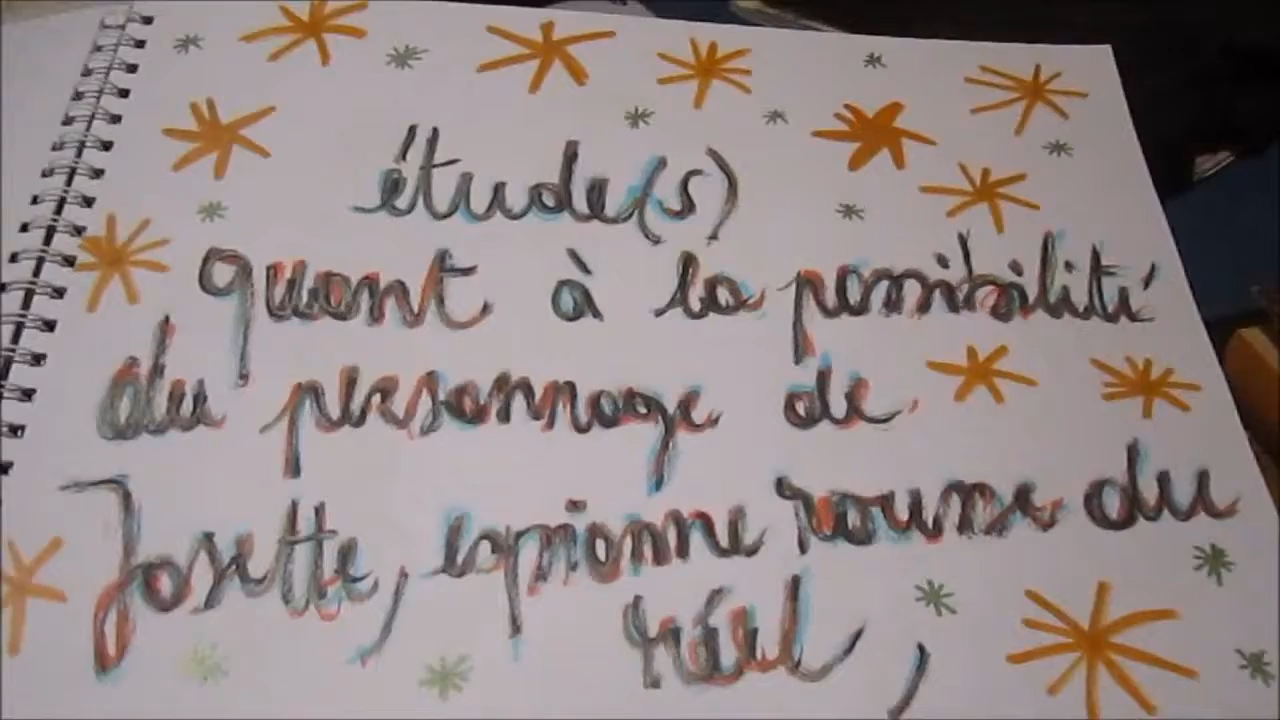 étude(s)
quant à la possibilité
du personnage de
Josette, espionne rousse du
réel,